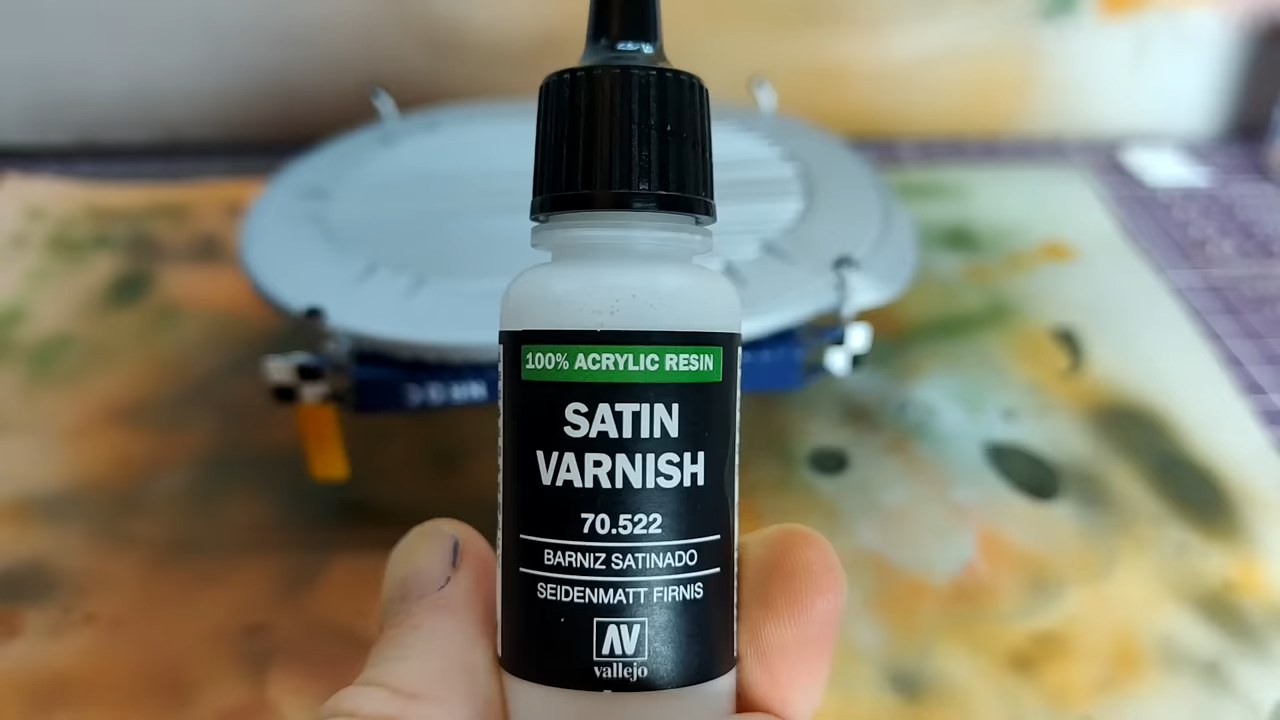 100% ACRYLIC RESIN
SATIN
VARNISH
70.522
BARNIZ SATINADO
SEIDENMATT FIRNIS
AV
vallejo